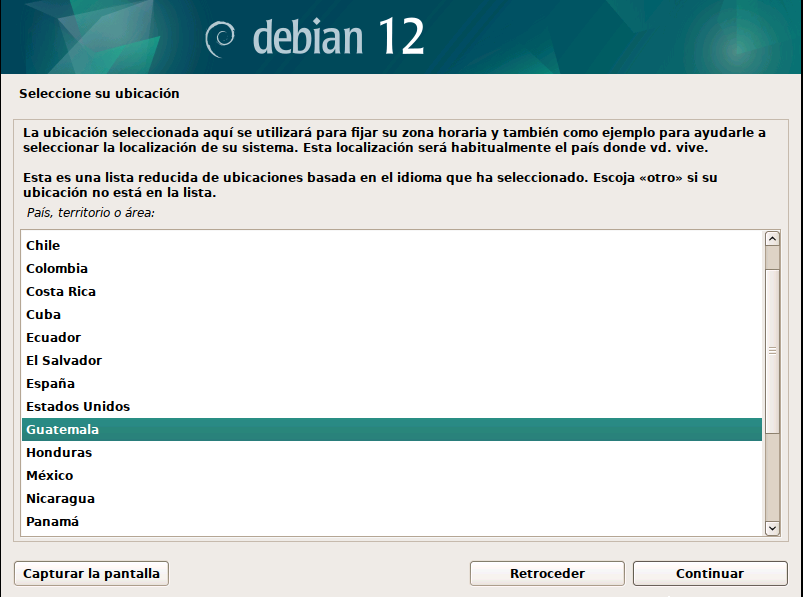 debian 12
Seleccione su ubicación
La ubicación seleccionada aquí se utilizará para fijar su zona horaria y también como ejemplo para ayudarle a
seleccionar la localización de su sistema. Esta localización será habitualmente el país donde vd. vive.
Esta es una lista reducida de ubicaciones basada en el idioma que ha seleccionado. Escoja «otro» si su
ubicación no está en la lista.
País, territorio o área:
Chile
Colombia
Costa Rica
Cuba
Ecuador
El Salvador
España
Estados Unidos
Guatemala
Honduras
México
Nicaragua
Panamá
Capturar la pantalla
Retroceder
Continuar